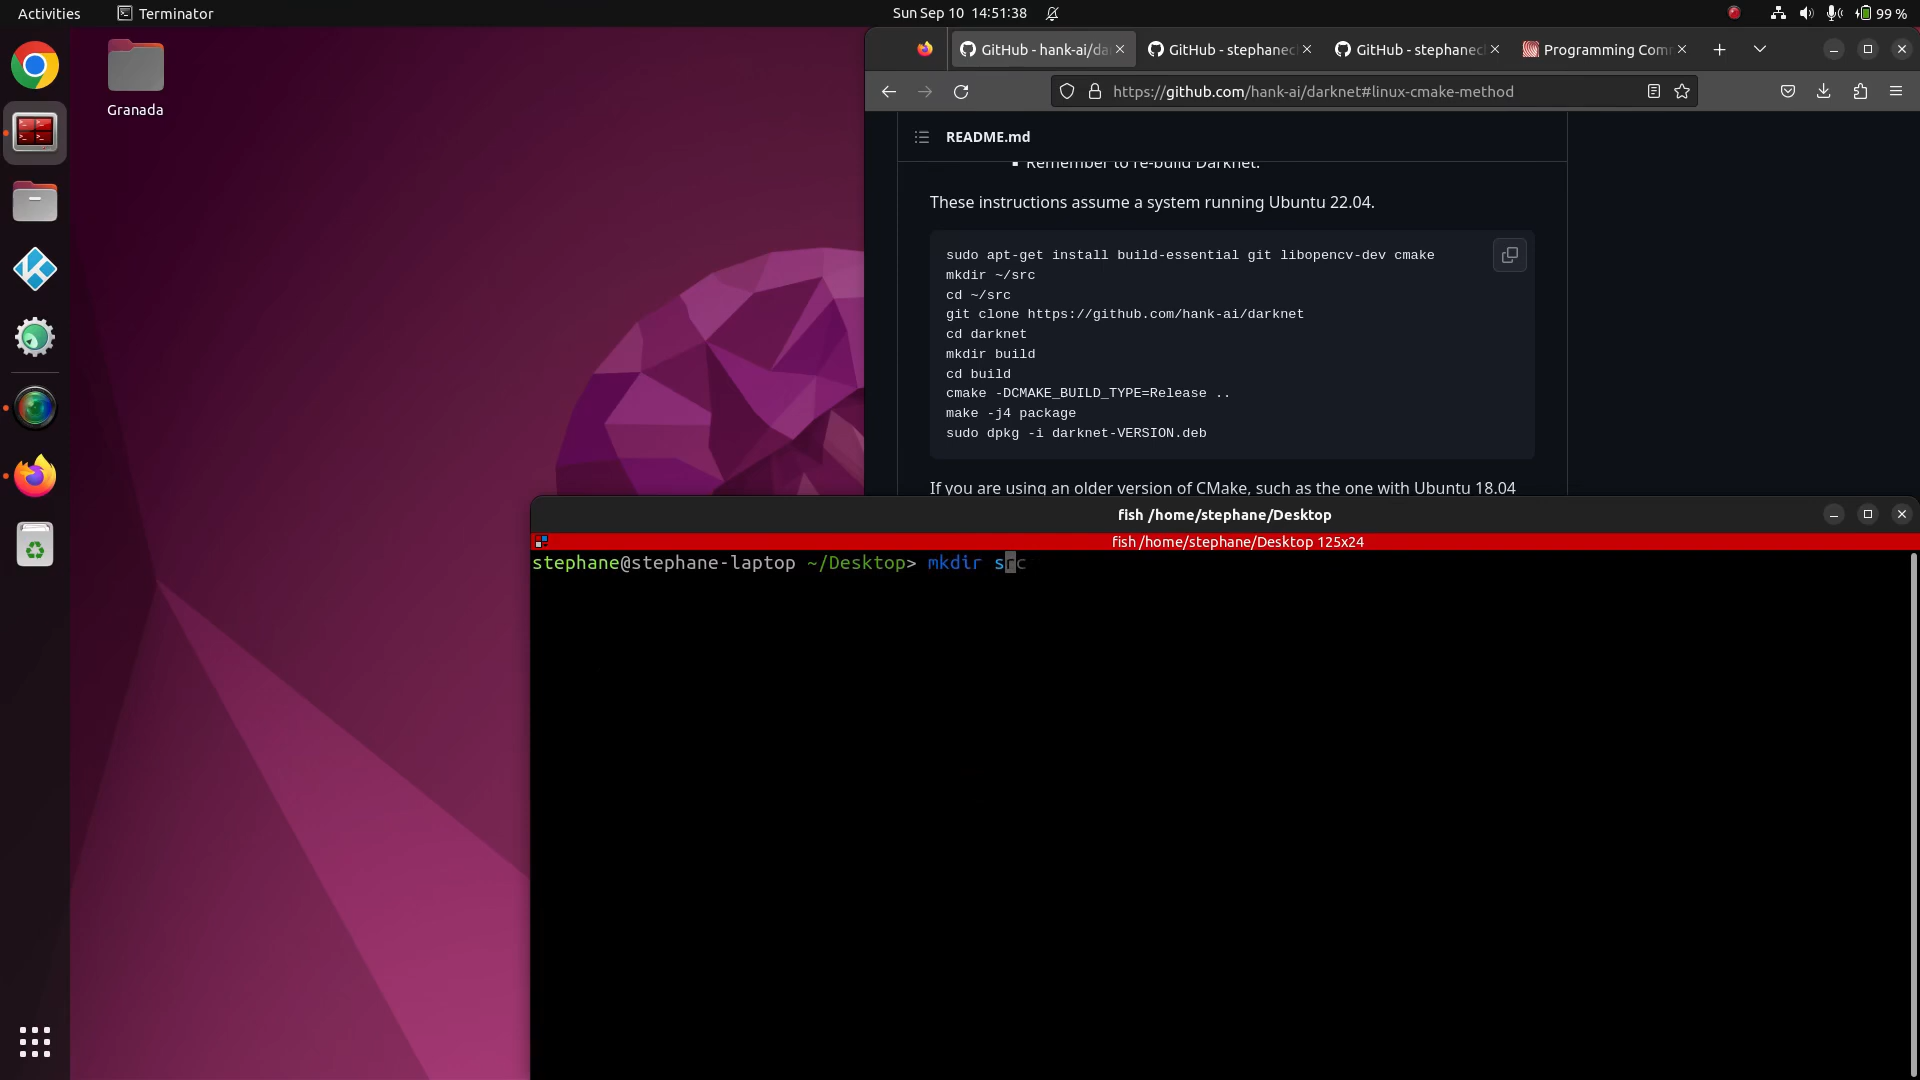 Activities
Terminator
Sun Sep 10 14:51:38
99 %
Granada
GitHub - hank-ai/da
GitHub - stephanec
GitHub - stephanec
Programming Com
https://github.com/hank-ai/darknet#linux-cmake-method
README.md
Remember to re-build Darknet.
These instructions assume a system running Ubuntu 22.04.
sudo apt-get install build-essential git libopencv-dev cmake
mkdir ~/src
cd ~/src
git clone https://github.com/hank-ai/darknet
cd darknet
mkdir build
cd build
cmake -DCMAKE_BUILD_TYPE=Release ..
make -j4 package
sudo dpkg -i darknet-VERSION.deb
If you are using an older version of CMake, such as the one with Ubuntu 18.04
fish /home/stephane/Desktop
fish /home/stephane/Desktop 125x24
stephane@stephane-laptop ~/Desktop> mkdir src